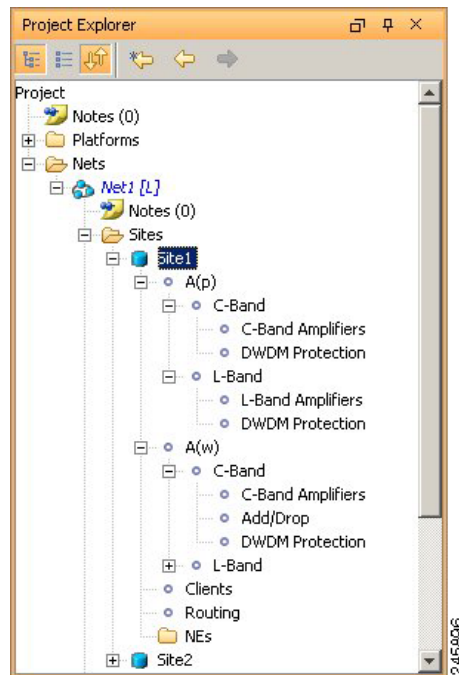 Project Explorer
Project
Notes (0)
Platforms
Nets
Net1 [L]
Notes (0)
Sites
Site1
A(p)
C-Band
C-Band Amplifiers
DWDM Protection
L-Band
L-Band Amplifiers
DWDM Protection
A(w)
C-Band
C-Band Amplifiers
Add/Drop
DWDM Protection
L-Band
Clients
Routing
NEs
Site2
245896